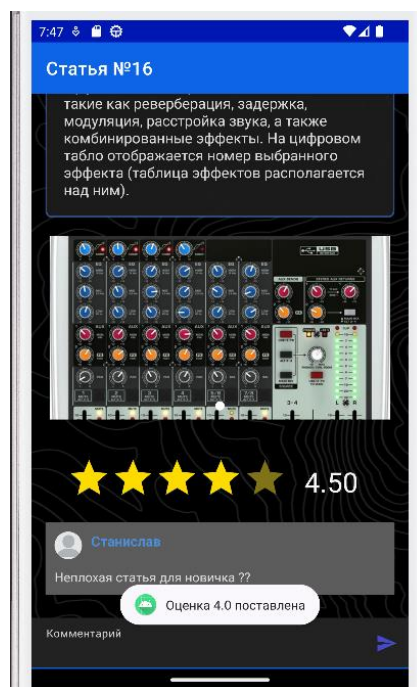 7:47
Статья №16
такие как реверберация, задержка,
модуляция, расстройка звука, а также
комбинированные эффекты. На цифровом
табло отображается номер выбранного
эффекта (таблица эффектов располагается
над ним).
USB
4.50
Станислав
Неплохая статья для новичка ??
Оценка 4.0 поставлена
Комментарий